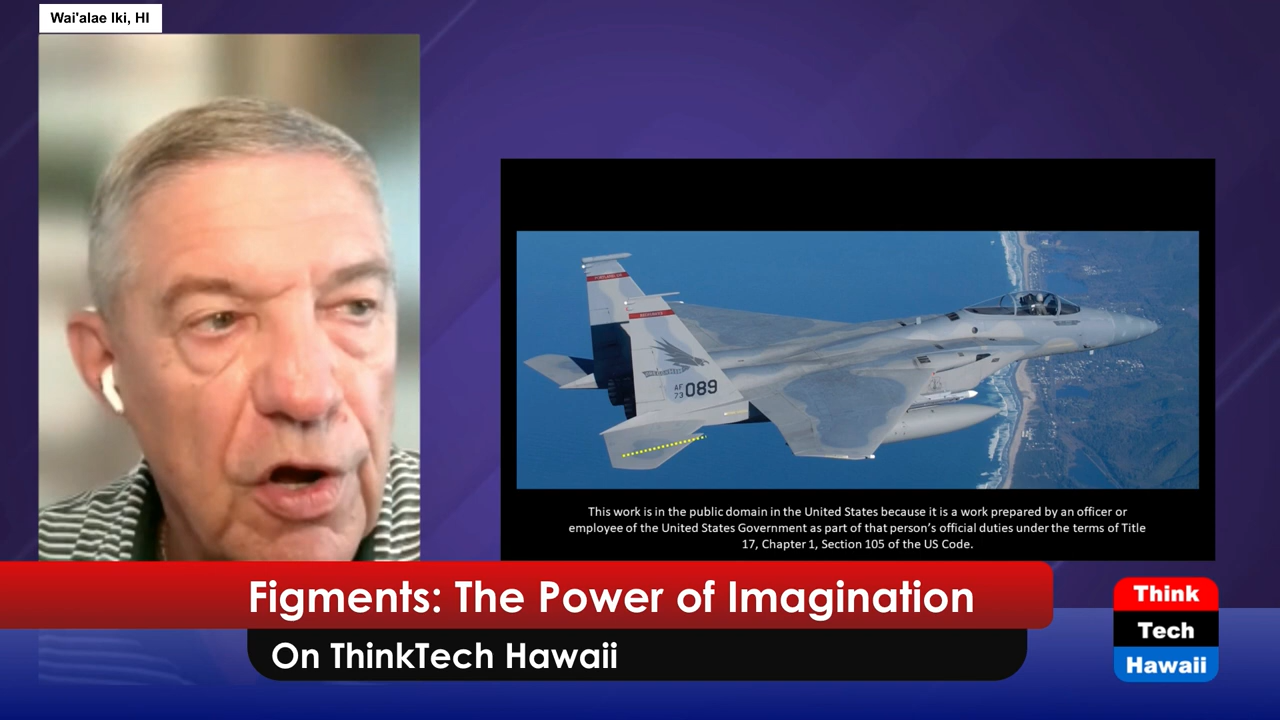 Wai'alae Iki, HI
AF
73 089
This work is in the public domain in the United States because it is a work prepared by an officer or
employee of the United States Government as part of that person's official duties under the terms of Title
17, Chapter 1, Section 105 of the US Code.
Figments: The Power of Imagination
On ThinkTech Hawaii
Think
Tech
Hawaii